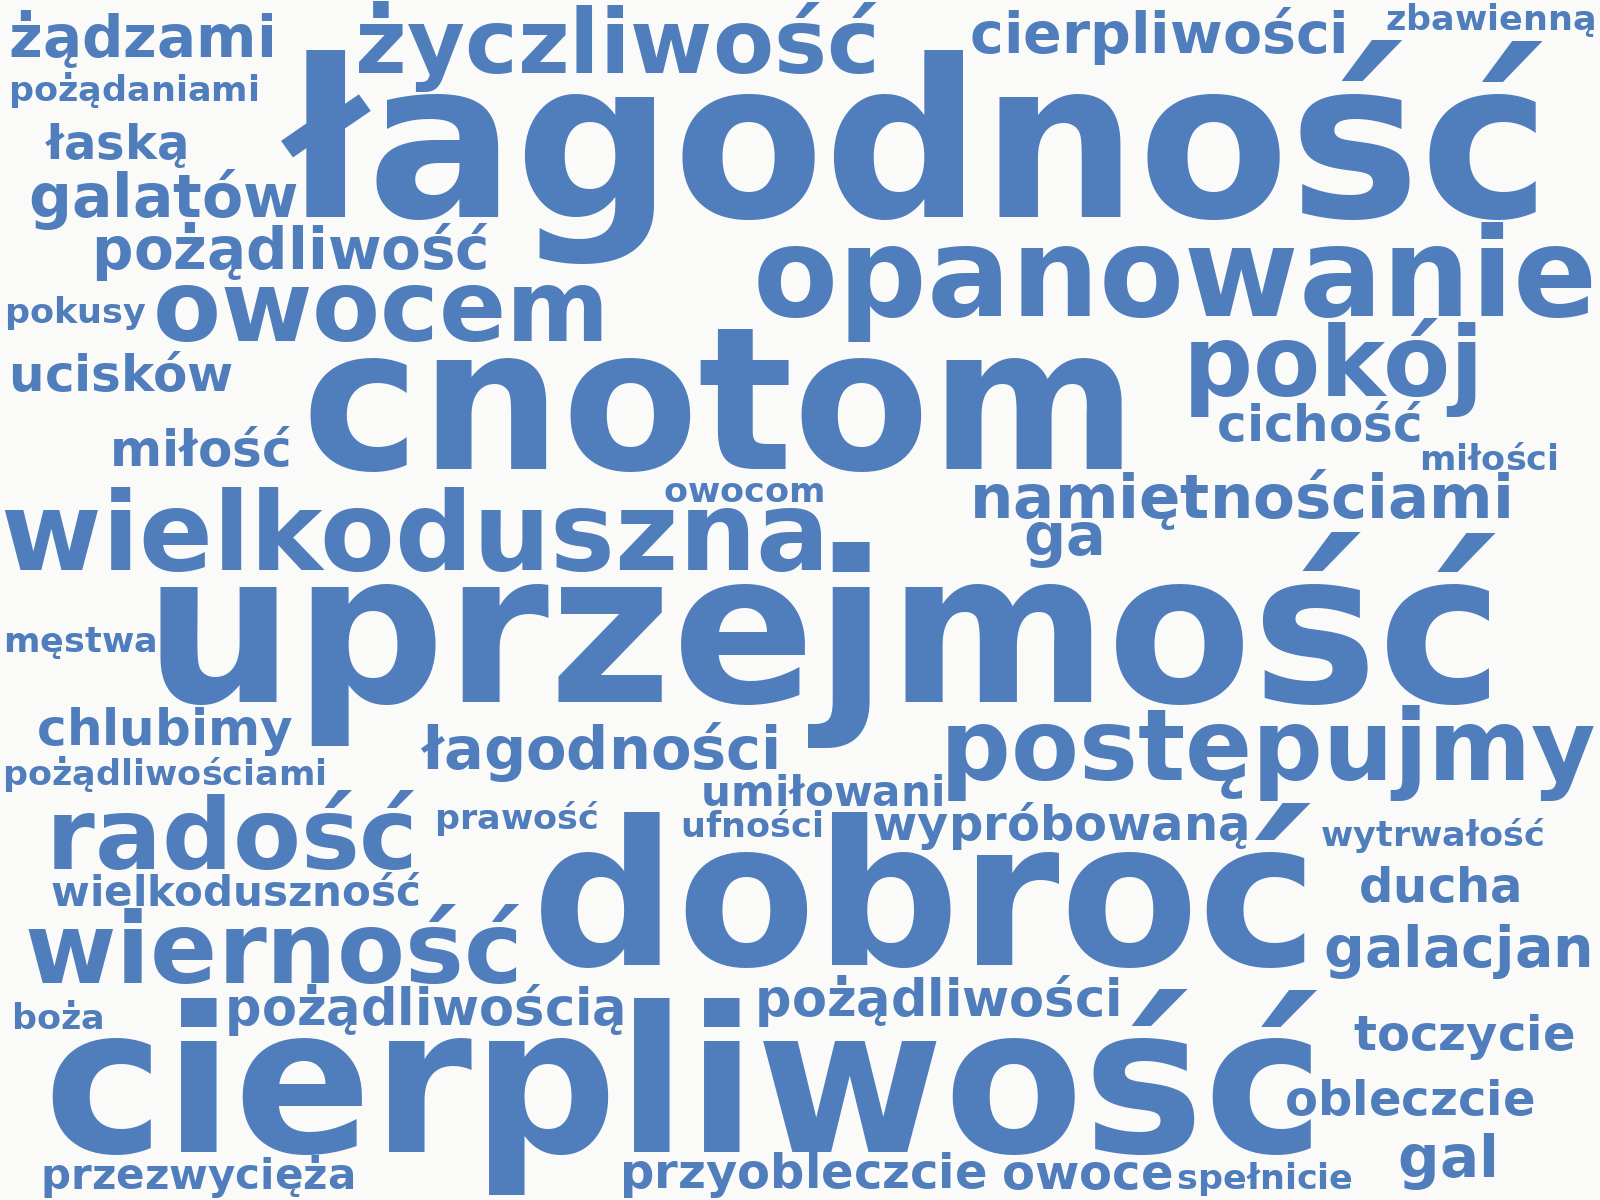 żądzami
życzliwość
cierpliwości
zbawienną
pożądaniami
łagodność
łaską
galatów
pożądliwość
opanowanie
pokusy
owocem
pokój
ucisków
cnotom
cichość
miłość
miłości
owocom
namiętnościami
wielkoduszna
ga
uprzejmość
męstwa
chlubimy
łagodności
postępujmy
pożądliwościami
umiłowani
radość
prawość
ufności
wypróbowaną
wytrwałość
dobroć
wielkoduszność
ducha
wierność
galacjan
boża
pożądliwością
pożądliwości
cierpliwość
toczycie
obleczcie
przezwycięża
przyobleczcie
owoce
spełnicie
gal